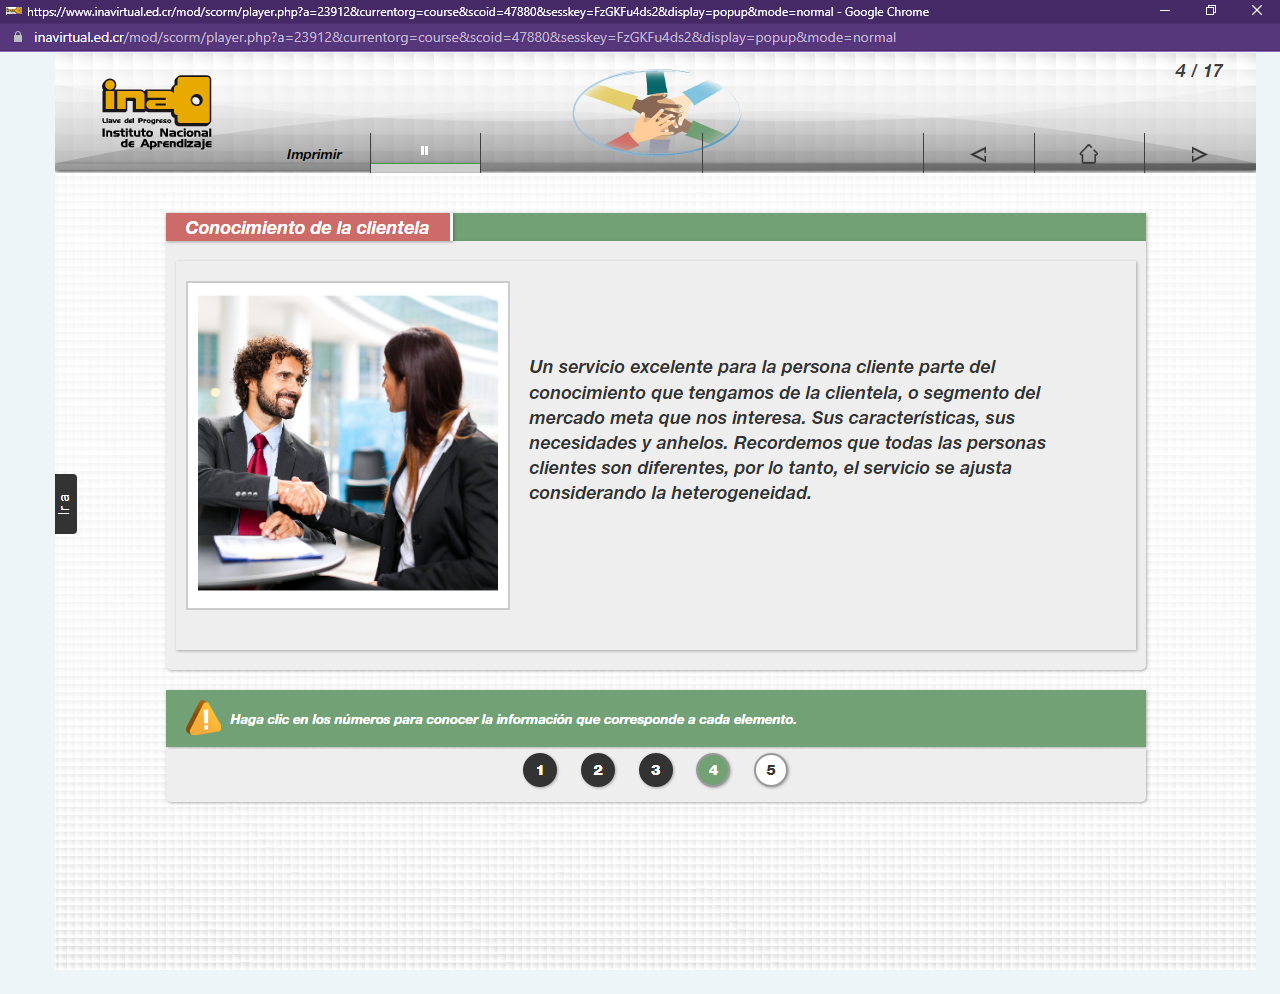 https://www.inavirtual.ed.cr/mod/scorm/player.php?a=23912&currentorg=course&scoid=47880&sesskey=FzGKFu4ds2&display=popup&mode=normal - Google Chrome
inavirtual.ed.cr/mod/scorm/player.php?a=23912&currentorg=course&scoid=47880&sesskey=FzGKFu4ds2&display=popup&mode=normal
4 / 17
ina
Llave del Progreso
Instituto Nacional
de Aprendizaje
Imprimir
Conocimiento de la clientela
Un servicio excelente para la persona cliente parte del
conocimiento que tengamos de la clientela, o segmento del
mercado meta que nos interesa. Sus características, sus
necesidades y anhelos. Recordemos que todas las personas
clientes son diferentes, por lo tanto, el servicio se ajusta
considerando la heterogeneidad.
Ir a
Haga clic en los números para conocer la información que corresponde a cada elemento.
1 2 3 4 5